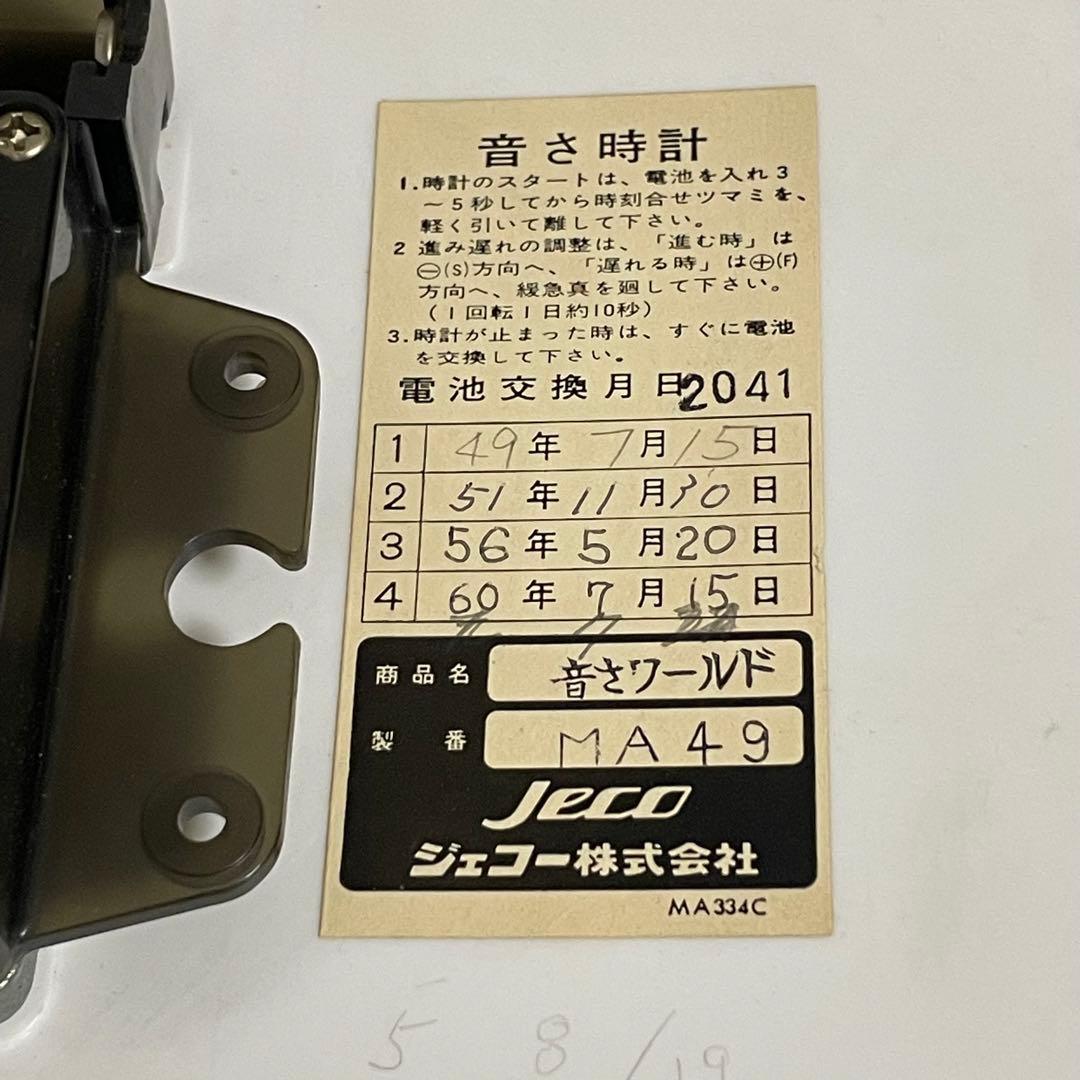 音さ時計
1.時計のスタートは、電池を入れ3
～5秒してから時刻合せツマミを、
軽く引いて離して下さい。
2 進み遅れの調整は、「進む時」は
⊖(S)方向へ、「遅れる時」は⊕(F)
方向へ、緩急真を廻して下さい。
(1回転1日約10秒)
3.時計が止まった時は、すぐに電池
を交換して下さい。
電池交換月日2041
1 49年 7月15日
2 51年11月30日
3 56年 5月20日
4 60年 7月15日
商品名 音さワールド
製番 MA49
Jeco
ジェコー株式会社
MA334C
5 8/19